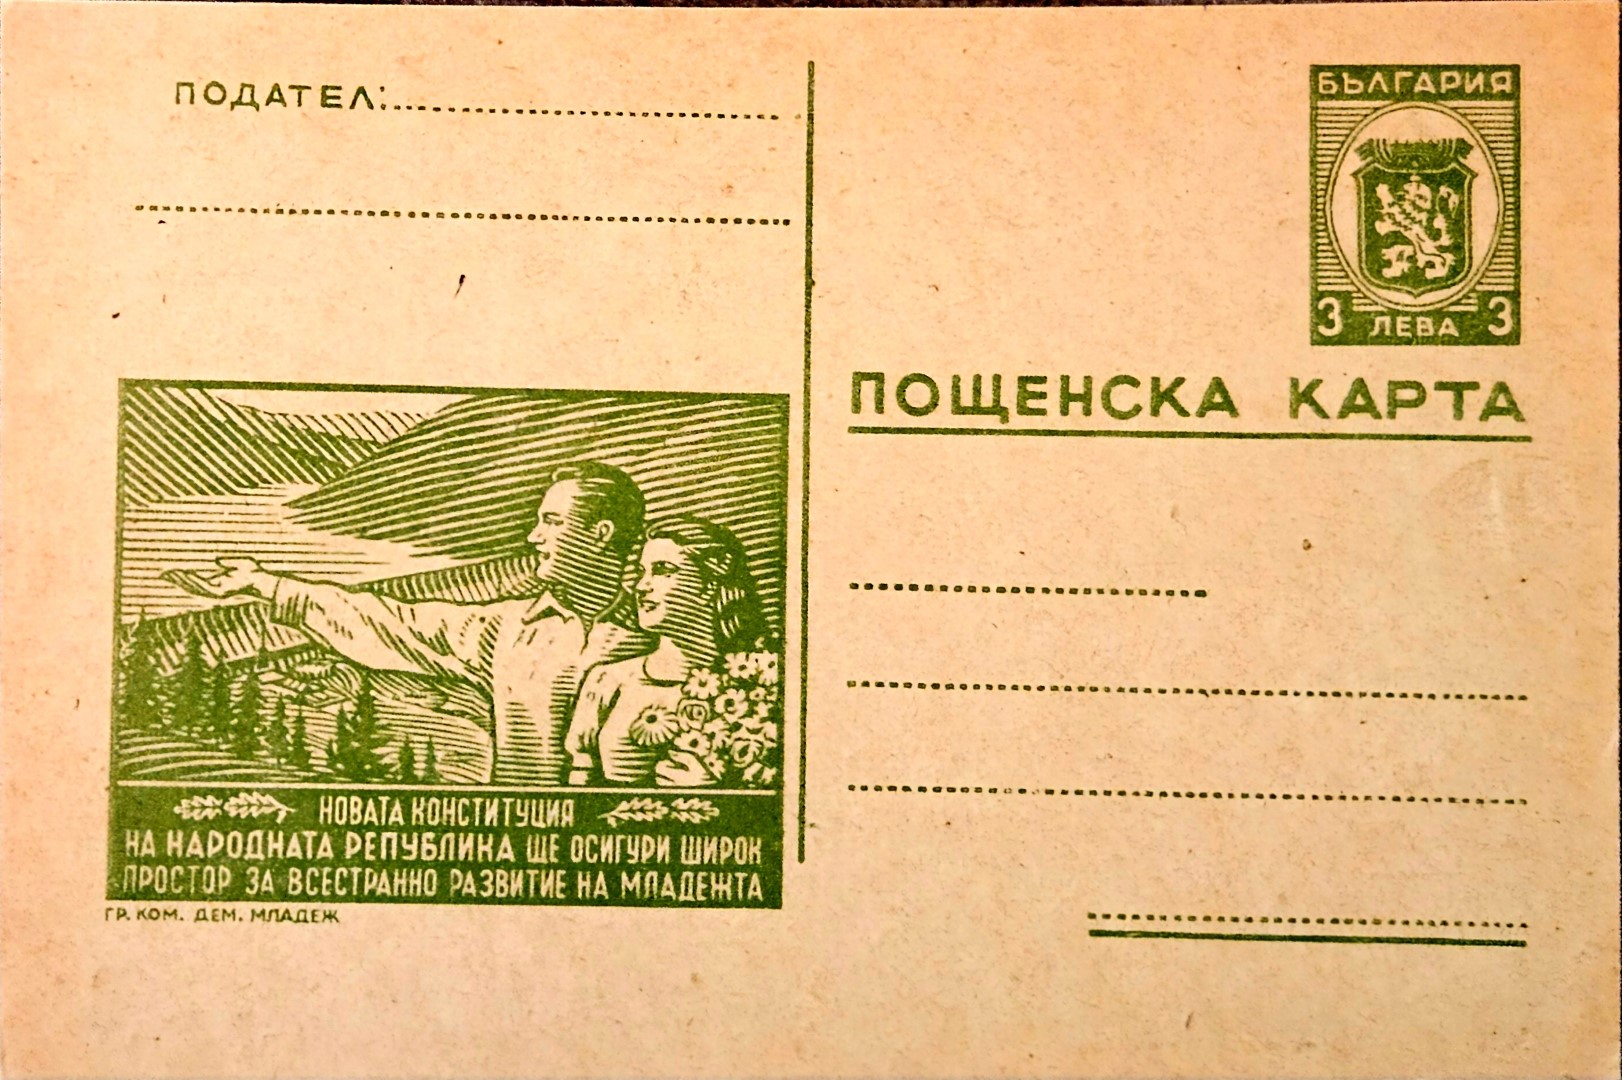 ПОДАТЕЛ:
БЪЛГАРИЯ
3 ЛЕВА 3
ПОЩЕНСКА КАРТА
НОВАТА КОНСТИТУЦИЯ
НА НАРОДНАТА РЕПУБЛИКА ЩЕ ОСИГУРИ ШИРОК
ПРОСТОР ЗА ВСЕСТРАННО РАЗВИТИЕ НА МЛАДЕЖТА
ГР. КОМ. ДЕМ. МЛАДЕЖ